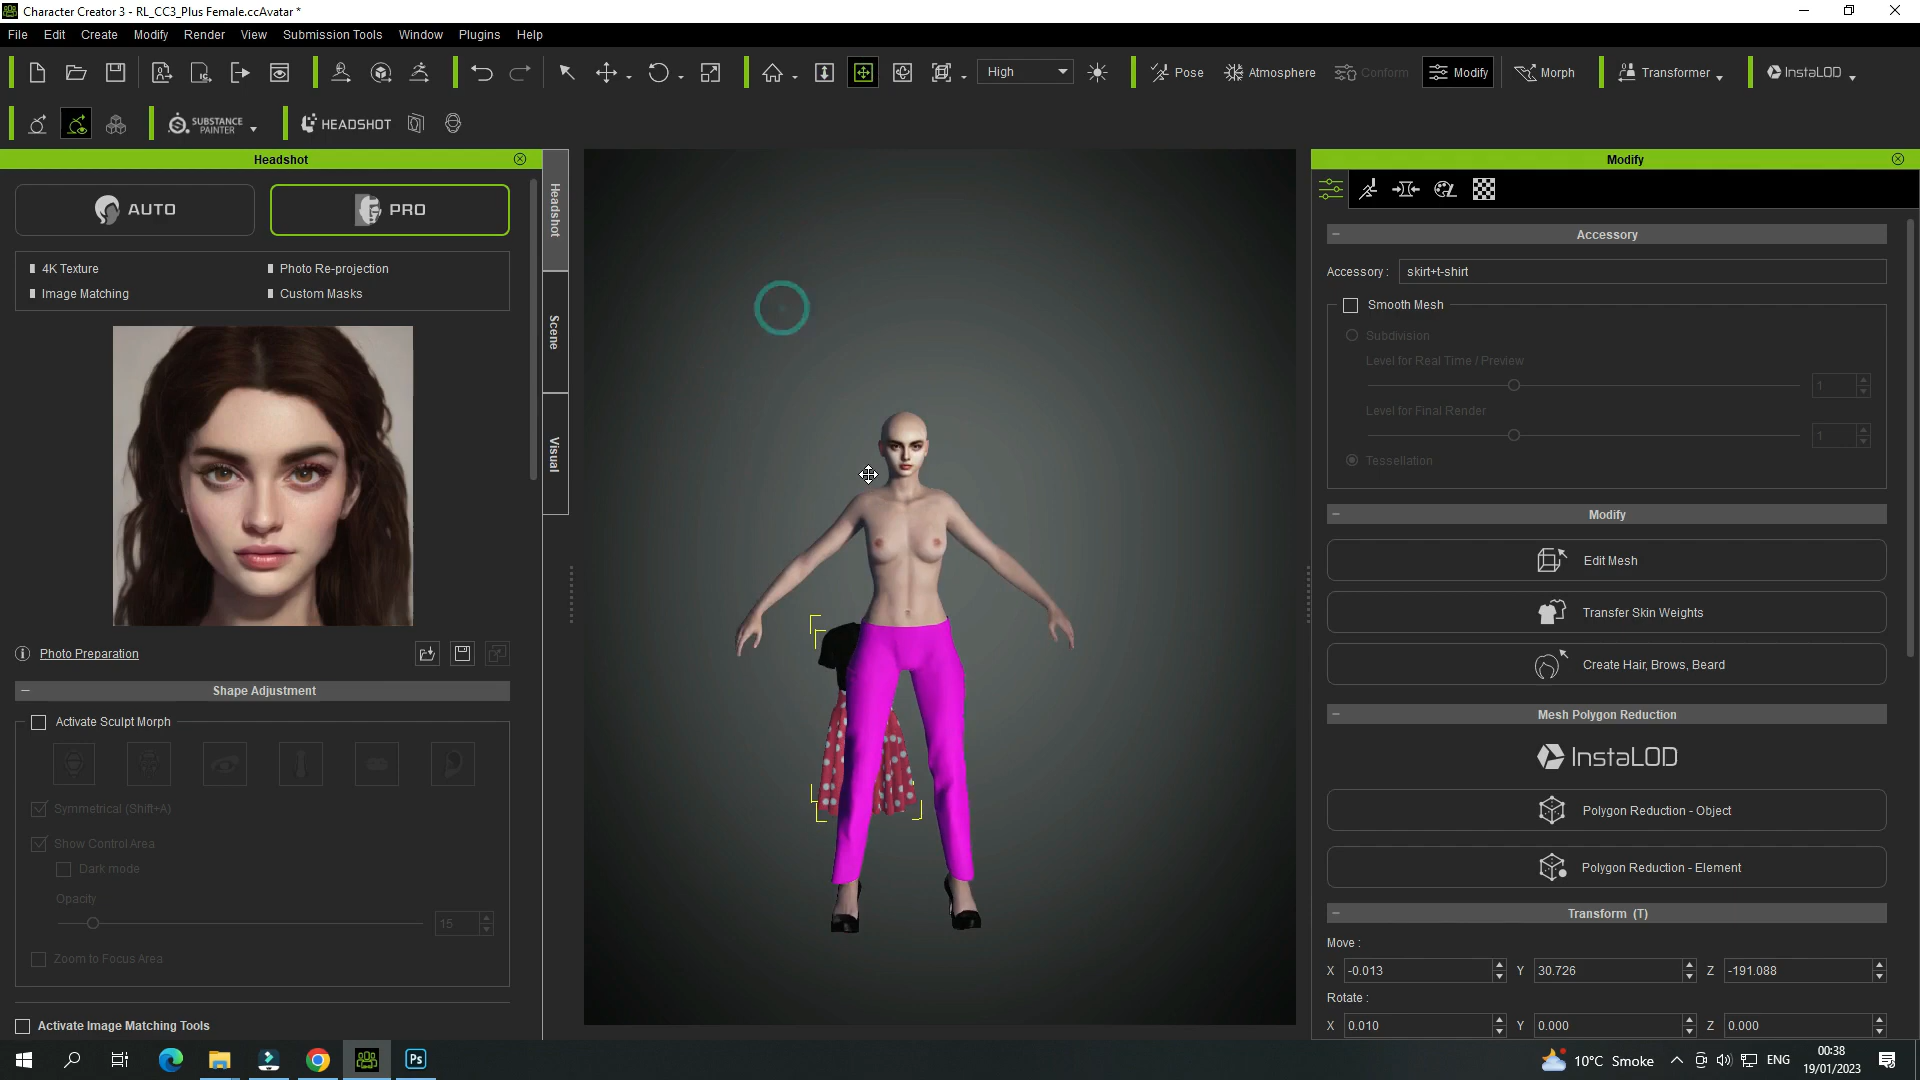 Character Creator 3 - RL_CC3_Plus Female.ccAvatar *
File Edit Create Modify Render View Submission Tools Window Plugins Help
High Pose Atmosphere Conform Modify Morph Transformer InstaLOD
SUBSTANCE PAINTER HEADSHOT
Headshot
AUTO PRO
4K Texture Photo Re-projection
Image Matching Custom Masks
Photo Preparation
Shape Adjustment
Activate Sculpt Morph
Symmetrical (Shift+A)
Show Control Area
Dark mode
Opacity
15
Zoom to Focus Area
Activate Image Matching Tools
Headshot
Scene
Visual
Modify
Accessory
Accessory : skirt+t-shirt
Smooth Mesh
Subdivision
Level for Real Time / Preview
1
Level for Final Render
1
Tessellation
Modify
Edit Mesh
Transfer Skin Weights
Create Hair, Brows, Beard
Mesh Polygon Reduction
InstaLOD
Polygon Reduction - Object
Polygon Reduction - Element
Transform (T)
Move :
X -0.013 Y 30.726 Z -191.088
Rotate :
X 0.010 Y 0.000 Z 0.000
Ps
10°C Smoke ENG
00:38
19/01/2023